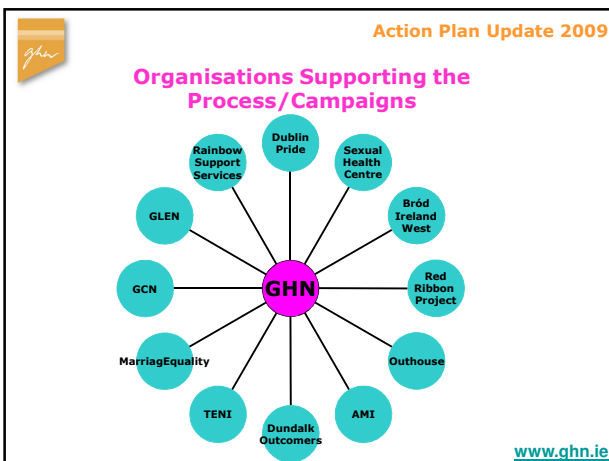 ghn
Action Plan Update 2009
Organisations Supporting the
Process/Campaigns
Dublin
Pride
Sexual
Health
Centre
Bród
Ireland
West
Red
Ribbon
Project
Outhouse
AMI
Dundalk
Outcomers
TENI
MarriagEquality
GCN
GLEN
Rainbow
Support
Services
GHN
www.ghn.ie